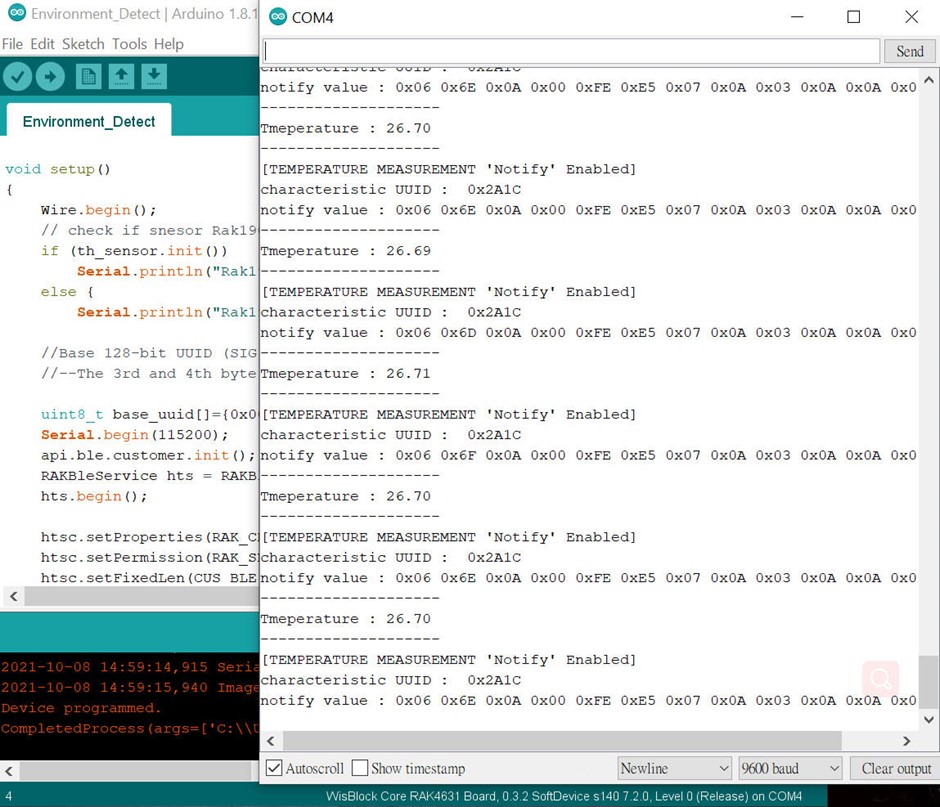 Environment_Detect | Arduino 1.8.1
File Edit Sketch Tools Help
Environment_Detect
void setup()
{
Wire.begin();
// check if snesor Rak19
if (th_sensor.init())
Serial.println("Rak1
else {
Serial.println("Rak1
//Base 128-bit UUID (SIG
//--The 3rd and 4th byte
uint8_t base_uuid[]={0x0
Serial.begin(115200);
api.ble.customer.init();
RAKBleService hts = RAKB
hts.begin();
htsc.setProperties(RAK_C
htsc.setPermission(RAK_S
htsc.setFixedLen(CUS_BLE
2021-10-08 14:59:14,915 Seria
2021-10-08 14:59:15,940 Image
Device programmed.
CompletedProcess(args=['C:\\U
4
WisBlock Core RAK4631 Board, 0.3.2 SoftDevice s140 7.2.0, Level 0 (Release) on COM4
COM4
Send
characteristic UUID : 0x2A1C
notify value : 0x06 0x6E 0x0A 0x00 0xFE 0xE5 0x07 0x0A 0x03 0x0A 0x0A 0x0
--------------------
Tmeperature : 26.70
--------------------
[TEMPERATURE MEASUREMENT 'Notify' Enabled]
characteristic UUID : 0x2A1C
notify value : 0x06 0x6E 0x0A 0x00 0xFE 0xE5 0x07 0x0A 0x03 0x0A 0x0A 0x0
--------------------
Tmeperature : 26.69
--------------------
[TEMPERATURE MEASUREMENT 'Notify' Enabled]
characteristic UUID : 0x2A1C
notify value : 0x06 0x6D 0x0A 0x00 0xFE 0xE5 0x07 0x0A 0x03 0x0A 0x0A 0x0
--------------------
Tmeperature : 26.71
--------------------
[TEMPERATURE MEASUREMENT 'Notify' Enabled]
characteristic UUID : 0x2A1C
notify value : 0x06 0x6F 0x0A 0x00 0xFE 0xE5 0x07 0x0A 0x03 0x0A 0x0A 0x0
--------------------
Tmeperature : 26.70
--------------------
[TEMPERATURE MEASUREMENT 'Notify' Enabled]
characteristic UUID : 0x2A1C
notify value : 0x06 0x6E 0x0A 0x00 0xFE 0xE5 0x07 0x0A 0x03 0x0A 0x0A 0x0
--------------------
Tmeperature : 26.70
--------------------
[TEMPERATURE MEASUREMENT 'Notify' Enabled]
characteristic UUID : 0x2A1C
notify value : 0x06 0x6E 0x0A 0x00 0xFE 0xE5 0x07 0x0A 0x03 0x0A 0x0A 0x0
Autoscroll Show timestamp Newline 9600 baud Clear output